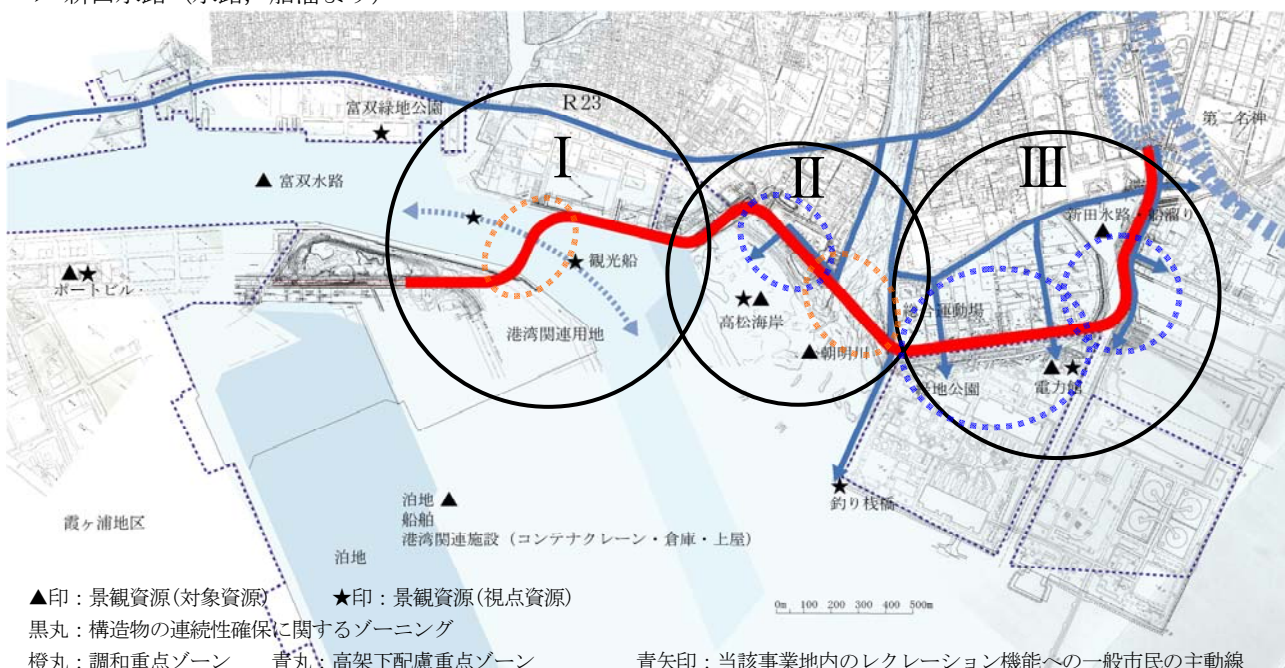 富双緑地公園
R23
第二名神
Ⅰ
Ⅱ
Ⅲ
富双水路
新田水路・船溜り
観光船
ポートビル
高松海岸
総合運動場
港湾関連用地
朝明川
緑地公園
電力館
釣り桟橋
泊地
船舶
港湾関連施設（コンテナクレーン・倉庫・上屋）
霞ヶ浦地区
泊地
▲印：景観資源(対象資源) ★印：景観資源(視点資源)
0m 100 200 300 400 500m
黒丸：構造物の連続性確保に関するゾーニング
橙丸：調和重点ゾーン 青丸：高架下配慮重点ゾーン 青矢印：当該事業地内のレクレーション機能への一般市民の主動線